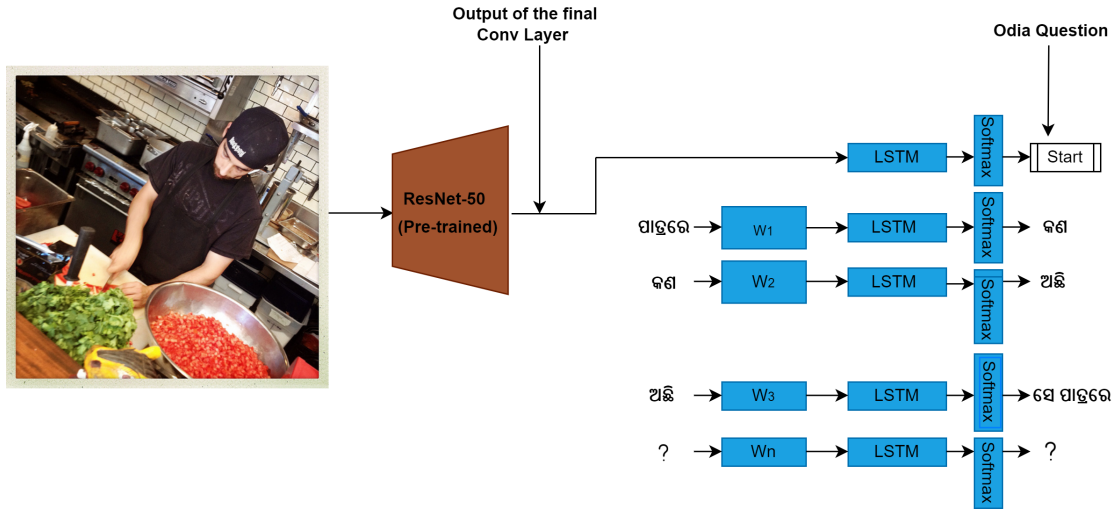 Output of the final
Conv Layer
Odia Question
ResNet-50
(Pre-trained)
LSTM
Softmax
Start
ପାତ୍ରରେ
W1
LSTM
Softmax
କଣ
କଣ
W2
LSTM
Softmax
ଅଛି
ଅଛି
W3
LSTM
Softmax
ସେ ପାତ୍ରରେ
?
Wn
LSTM
Softmax
?